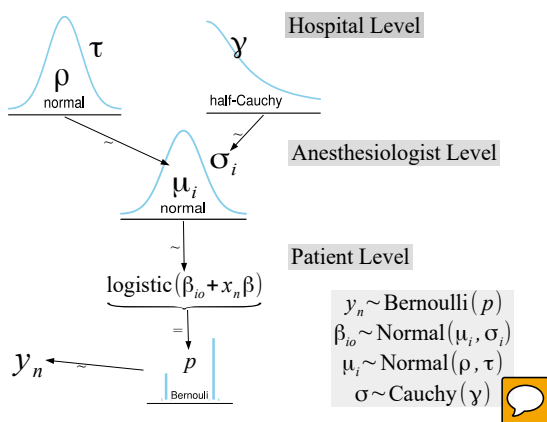 Hospital Level
τ
ρ
normal
γ
half-Cauchy
~
~
Anesthesiologist Level
σ_i
μ_i
normal
~
Patient Level
logistic(β_io + x_n β)
=
p
Bernouli
y_n
~
y_n ~ Bernoulli(p)
β_io ~ Normal(μ_i, σ_i)
μ_i ~ Normal(ρ, τ)
σ ~ Cauchy(γ)